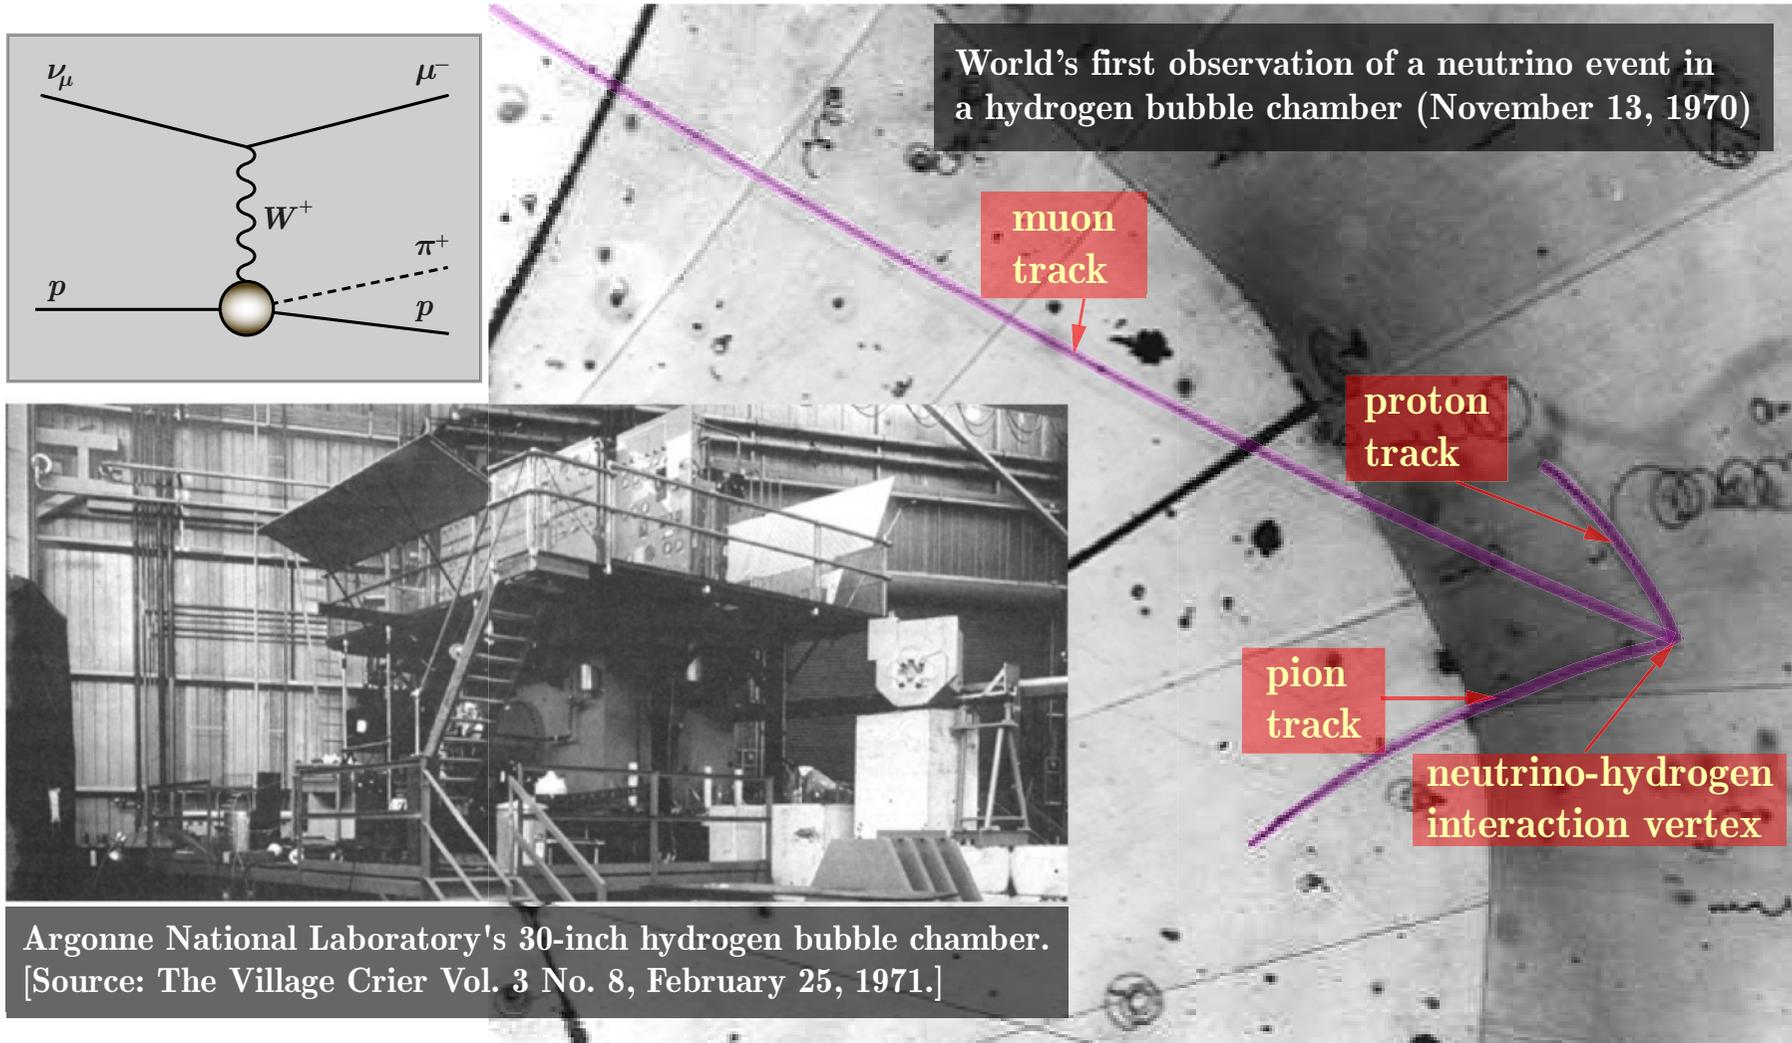 World's first observation of a neutrino event in
a hydrogen bubble chamber (November 13, 1970)
ν_μ
μ⁻
W⁺
π⁺
p
p
muon
track
proton
track
pion
track
neutrino-hydrogen
interaction vertex
Argonne National Laboratory's 30-inch hydrogen bubble chamber.
[Source: The Village Crier Vol. 3 No. 8, February 25, 1971.]